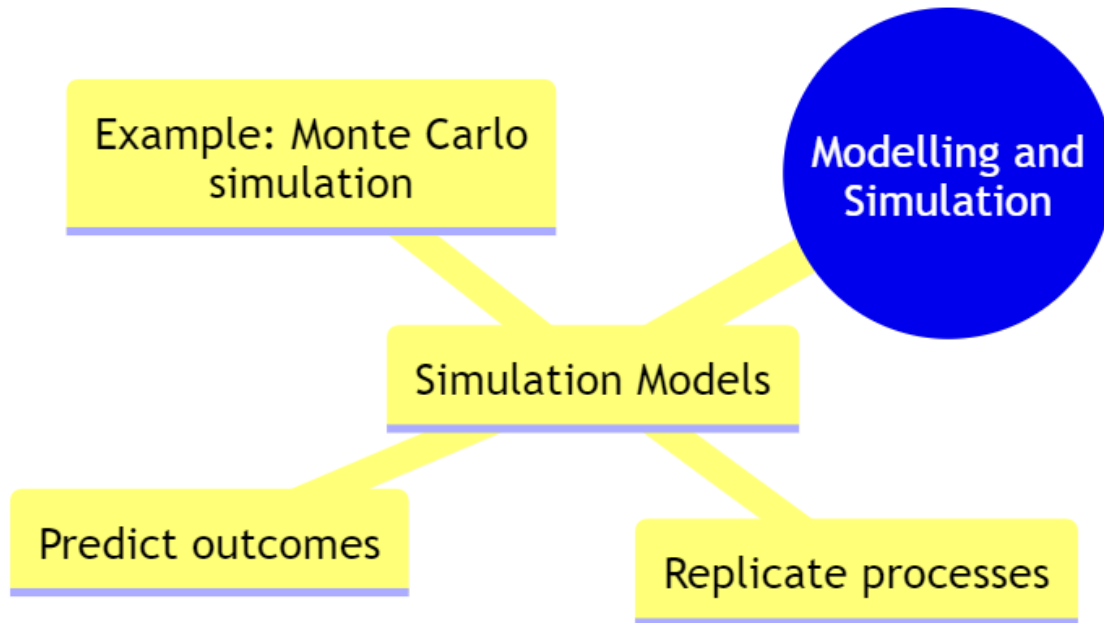 Example: Monte Carlo
simulation
Modelling and
Simulation
Simulation Models
Predict outcomes
Replicate processes